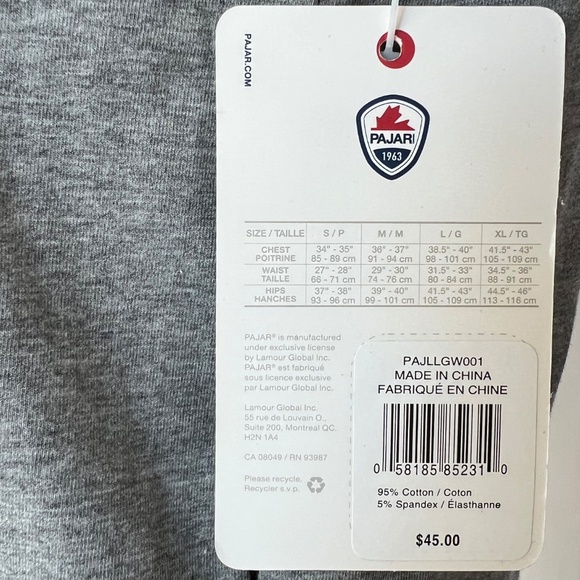 PAJAR.COM
PAJAR
1963
SIZE / TAILLE S / P M / M L / G XL / TG
CHEST 34" - 35" 36" - 37" 38.5" - 40" 41.5" - 43"
POITRINE 85 - 89 cm 91 - 94 cm 98 - 101 cm 105 - 109 cm
WAIST 27" - 28" 29" - 30" 31.5" - 33" 34.5" - 36"
TAILLE 66 - 71 cm 74 - 76 cm 80 - 84 cm 88 - 91 cm
HIPS 37" - 38" 39" - 40" 41.5" - 43" 44.5" - 46"
HANCHES 93 - 96 cm 99 - 101 cm 105 - 109 cm 113 - 116 cm
PAJAR® is manufactured
under exclusive license
by Lamour Global Inc.
PAJAR® est fabriqué
sous licence exclusive
par Lamour Global Inc.
Lamour Global Inc.
55 rue de Louvain O.,
Suite 200, Montreal QC.
H2N 1A4
CA 08049 / RN 93987
Please recycle.
Recycler s.v.p.
PAJLLGW001
MADE IN CHINA
FABRIQUÉ EN CHINE
0 58185 85231 0
95% Cotton / Coton
5% Spandex / Élasthanne
$45.00